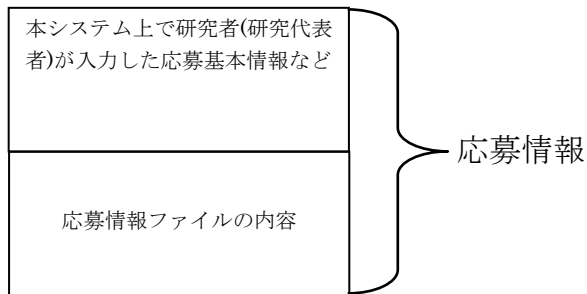 本システム上で研究者(研究代表
者)が入力した応募基本情報など
応募情報ファイルの内容
応募情報